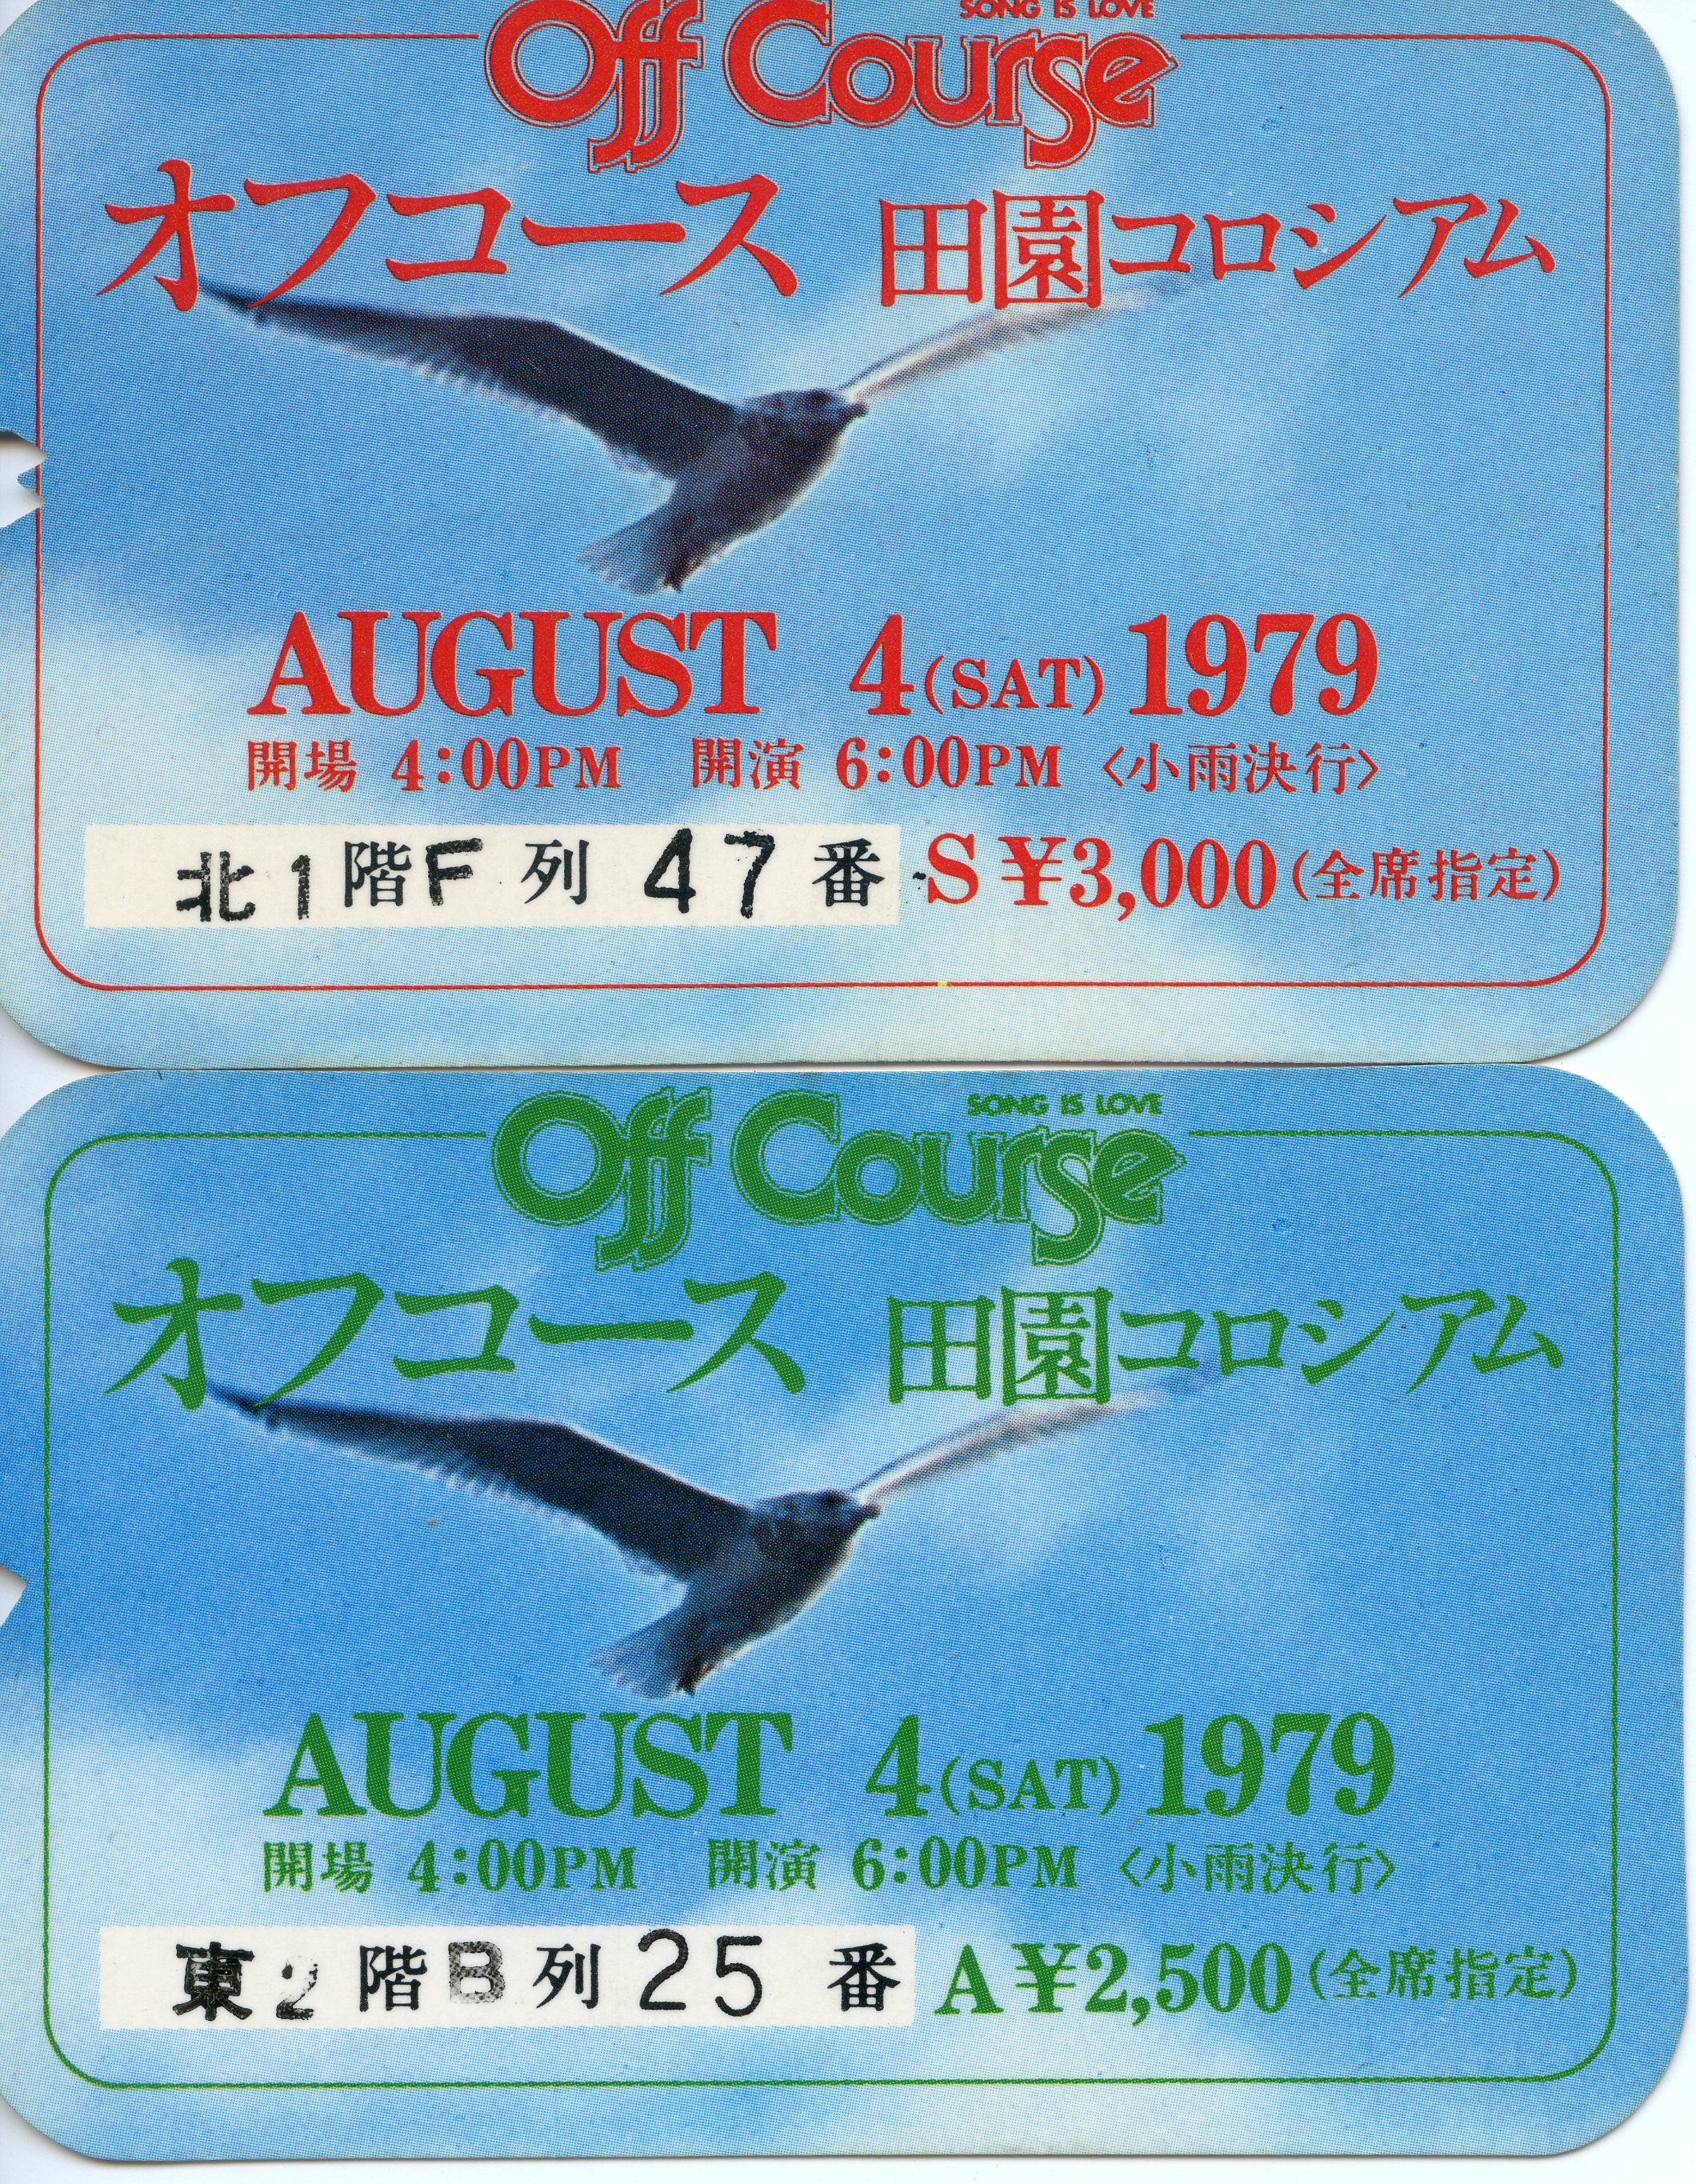 SONG IS LOVE
Off Course
オフコース 田園コロシアム
AUGUST 4(SAT) 1979
開場 4:00PM 開演 6:00PM 〈小雨決行〉
北1階F列 47番 S¥3,000(全席指定)
SONG IS LOVE
Off Course
オフコース 田園コロシアム
AUGUST 4(SAT) 1979
開場 4:00PM 開演 6:00PM 〈小雨決行〉
東2階B列 25番 A¥2,500(全席指定)